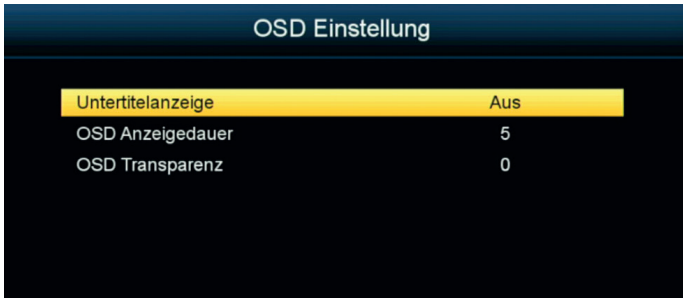 OSD Einstellung
Untertitelanzeige Aus
OSD Anzeigedauer 5
OSD Transparenz 0